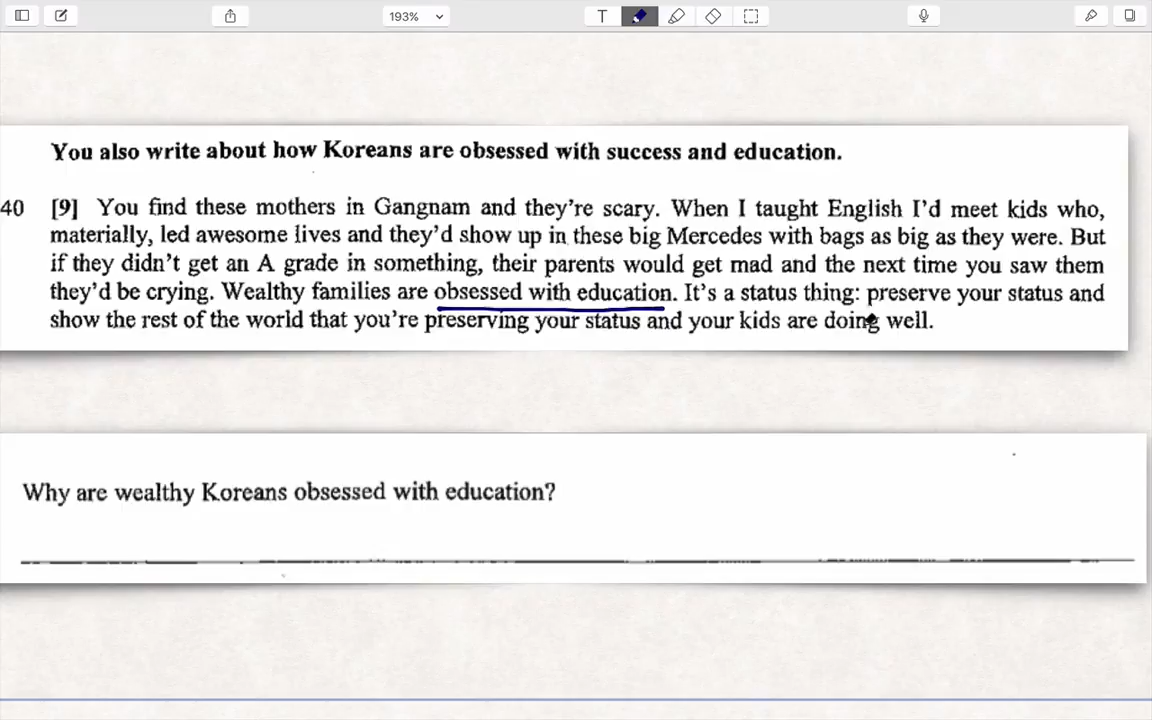 193%
T
You also write about how Koreans are obsessed with success and education.
40 [9] You find these mothers in Gangnam and they're scary. When I taught English I'd meet kids who,
materially, led awesome lives and they'd show up in these big Mercedes with bags as big as they were. But
if they didn't get an A grade in something, their parents would get mad and the next time you saw them
they'd be crying. Wealthy families are obsessed with education. It's a status thing: preserve your status and
show the rest of the world that you're preserving your status and your kids are doing well.
Why are wealthy Koreans obsessed with education?